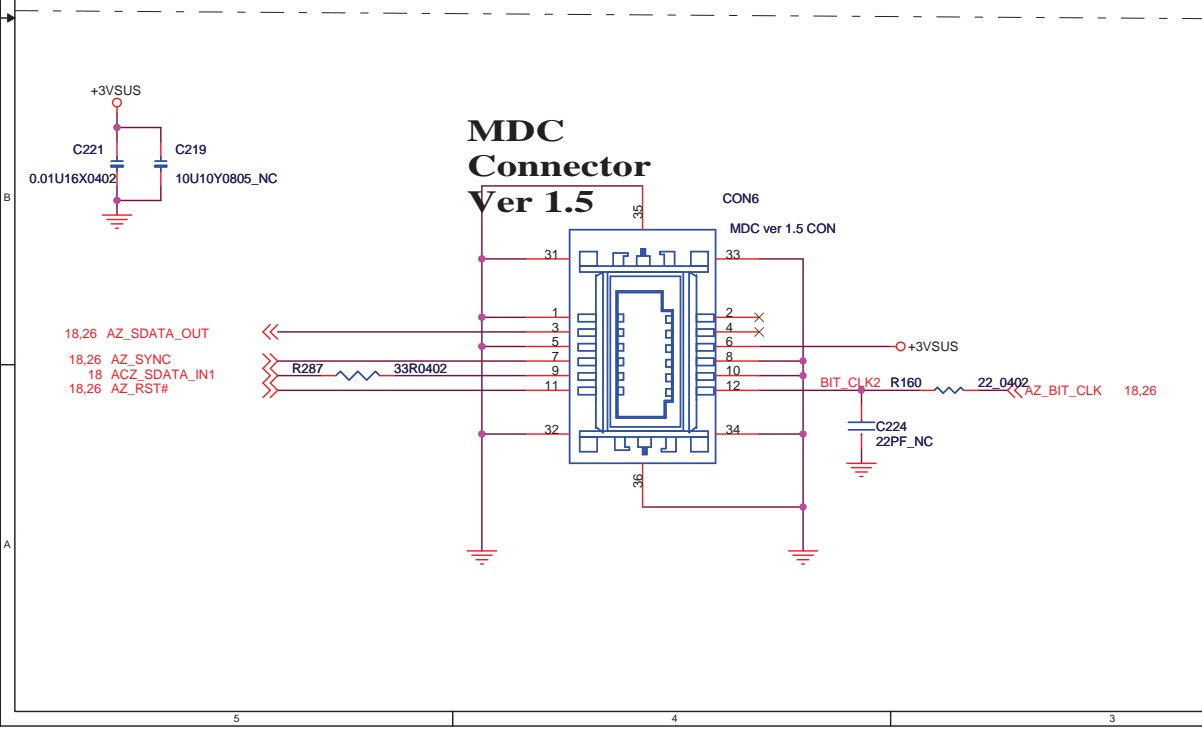 +3VSUS
C221
C219
0.01U16X0402
10U10Y0805_NC
MDC
Connector
Ver 1.5
CON6
MDC ver 1.5 CON
B
35
31
33
1
2
18,26 AZ_SDATA_OUT
3
4
5
6
+3VSUS
18,26 AZ_SYNC
7
8
18 ACZ_SDATA_IN1
R287
33R0402
9
10
18,26 AZ_RST#
11
12
BIT_CLK2
R160
22_0402
AZ_BIT_CLK 18,26
C224
22PF_NC
32
34
36
A
5
4
3